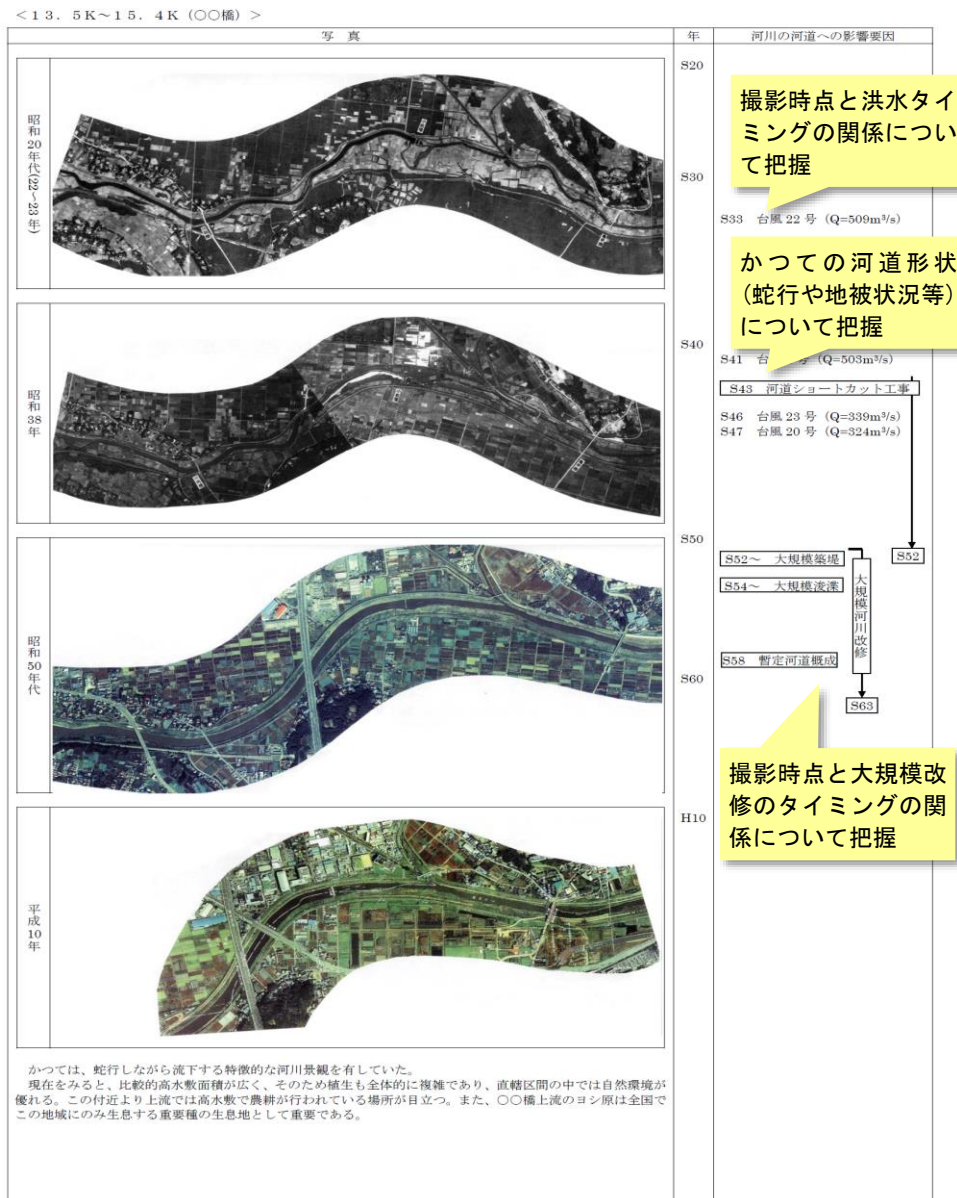 ＜１３．５K～１５．４K（○○橋）＞
写 真
年
河川の河道への影響要因
昭和20年代(22～23年)
昭和38年
昭和50年代
平成10年
S20
S30
S40
S50
S60
H10
撮影時点と洪水タイ
ミングの関係につい
て把握
S33 台風 22 号（Q=509m³/s）
かつての河道形状
（蛇行や地被状況等）
について把握
S41 台 号（Q=503m³/s）
S43 河道ショートカット工事
S46 台風 23 号（Q=339m³/s）
S47 台風 20 号（Q=324m³/s）
S52～ 大規模築堤
S52
S54～ 大規模浚渫
大規模河川改修
S58 暫定河道概成
S63
撮影時点と大規模改
修のタイミングの関
係について把握
かつては、蛇行しながら流下する特徴的な河川景観を有していた。
現在をみると、比較的高水敷面積が広く、そのため植生も全体的に複雑であり、直轄区間の中では自然環境が
優れる。この付近より上流では高水敷で農耕が行われている場所が目立つ。また、○○橋上流のヨシ原は全国で
この地域にのみ生息する重要種の生息地として重要である。